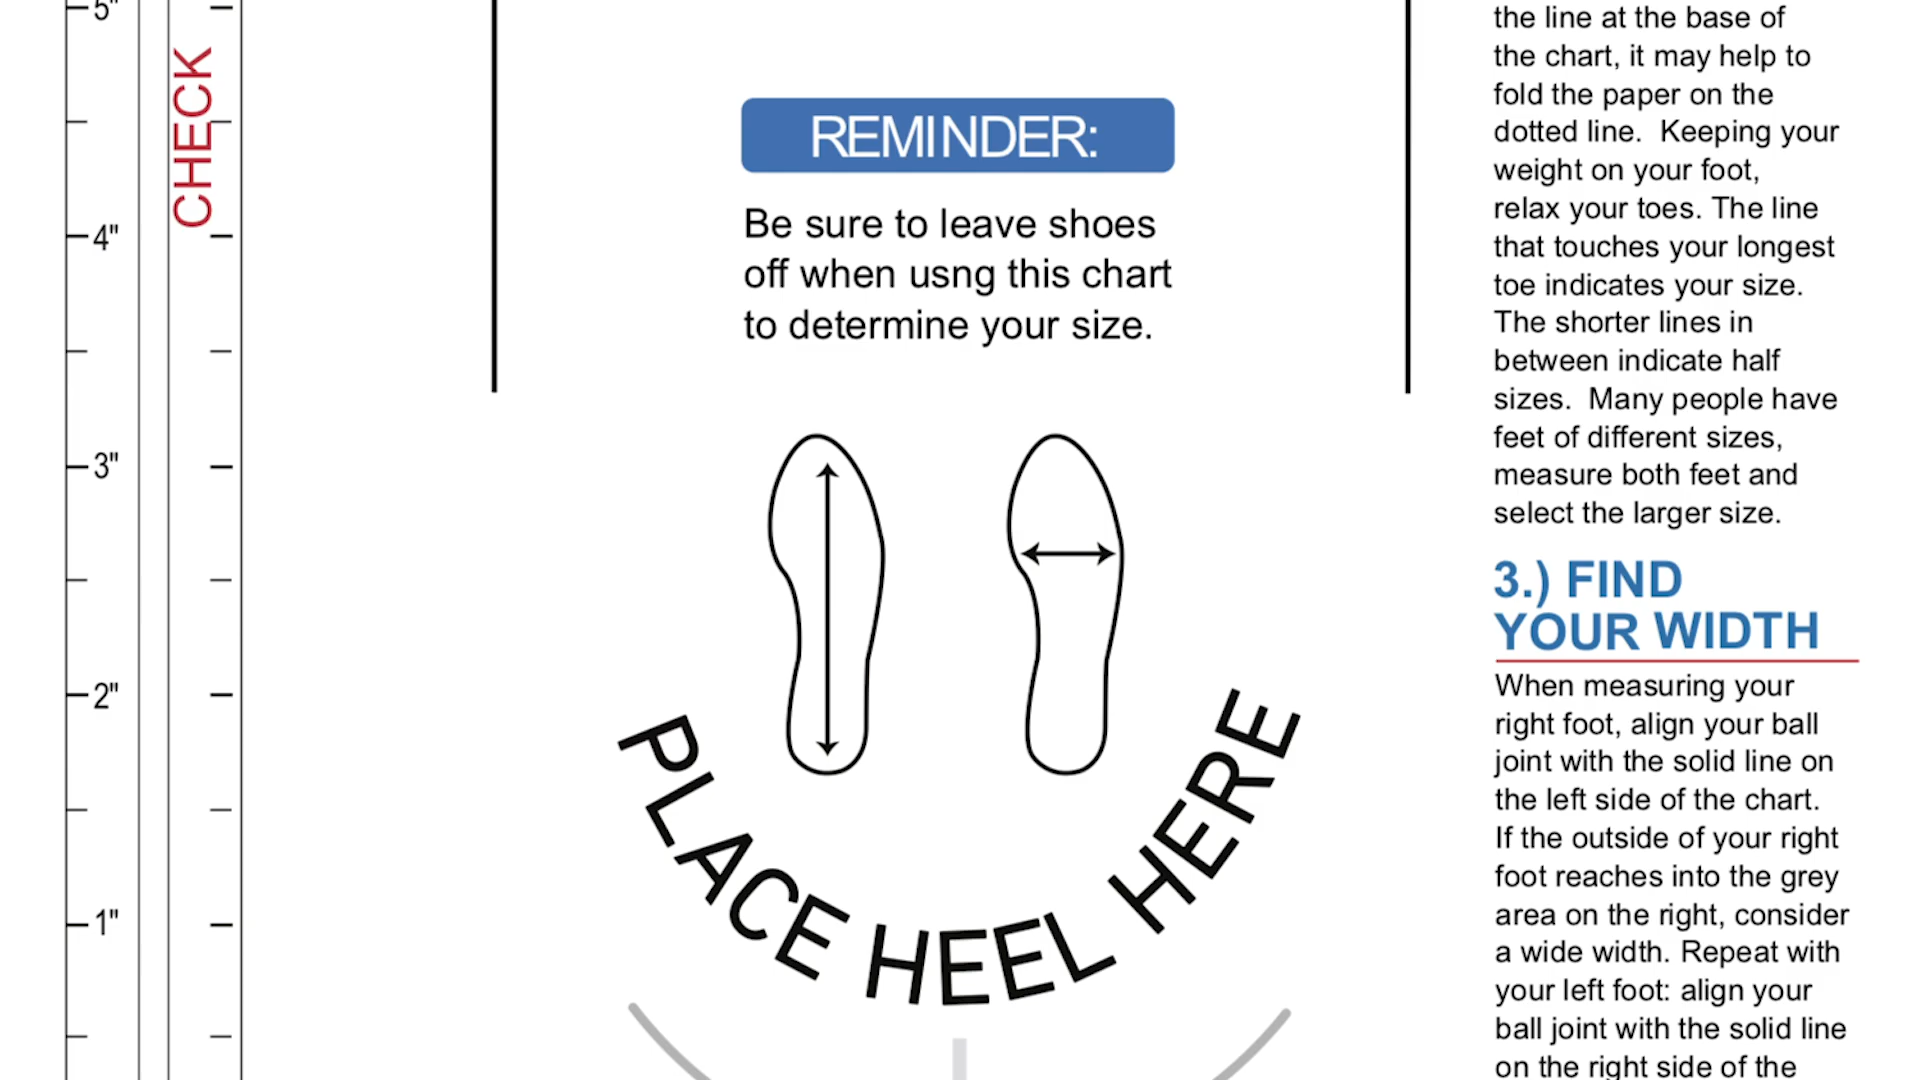 5"
4"
3"
2"
1"
CHECK
REMINDER:
Be sure to leave shoes
off when usng this chart
to determine your size.
PLACE HEEL HERE
the line at the base of
the chart, it may help to
fold the paper on the
dotted line.  Keeping your
weight on your foot,
relax your toes. The line
that touches your longest
toe indicates your size.
The shorter lines in
between indicate half
sizes.  Many people have
feet of different sizes,
measure both feet and
select the larger size.
3.) FIND
YOUR WIDTH
When measuring your
right foot, align your ball
joint with the solid line on
the left side of the chart.
If the outside of your right
foot reaches into the grey
area on the right, consider
a wide width. Repeat with
your left foot: align your
ball joint with the solid line
on the right side of the